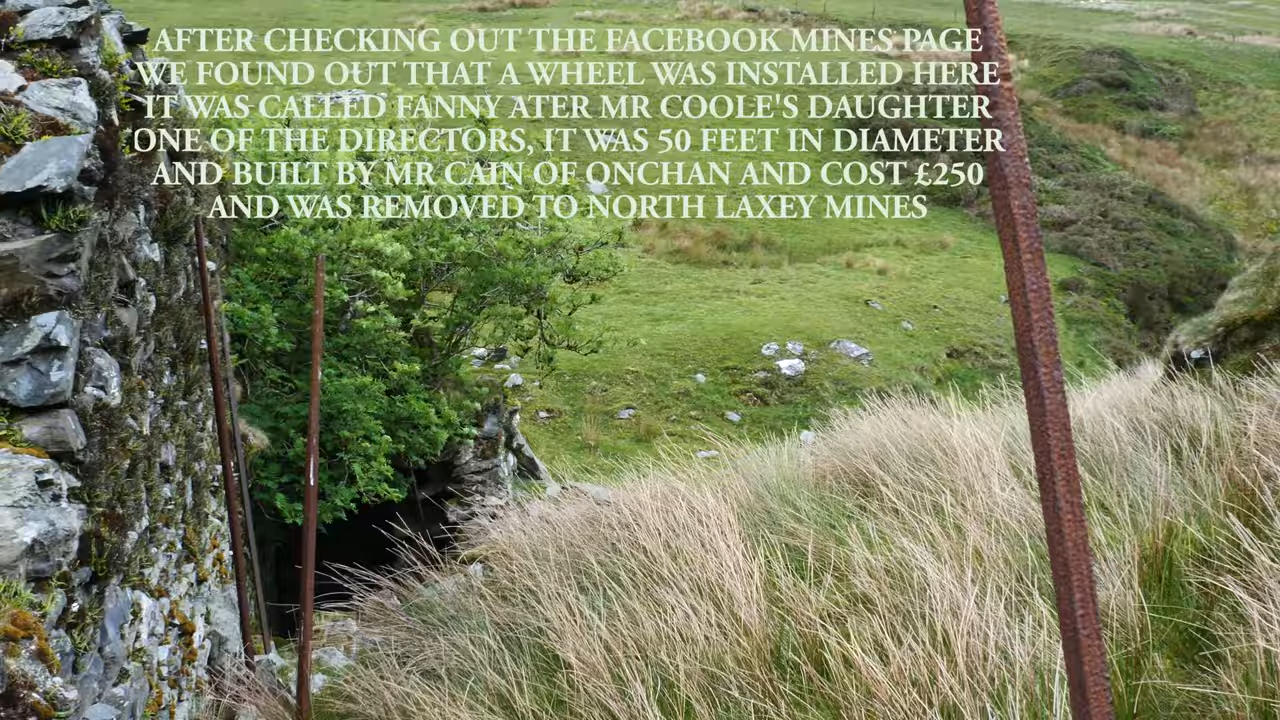 AFTER CHECKING OUT THE FACEBOOK MINES PAGE
WE FOUND OUT THAT A WHEEL WAS INSTALLED HERE
IT WAS CALLED FANNY ATER MR COOLE'S DAUGHTER
ONE OF THE DIRECTORS, IT WAS 50 FEET IN DIAMETER
AND BUILT BY MR CAIN OF ONCHAN AND COST £250
AND WAS REMOVED TO NORTH LAXEY MINES